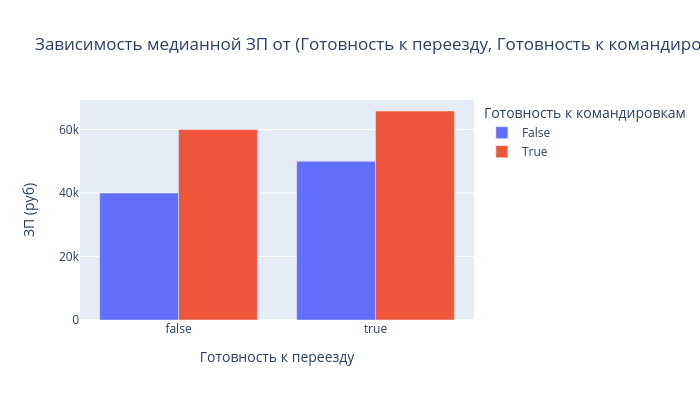 Зависимость медианной ЗП от (Готовность к переезду, Готовность к командиро
Готовность к командировкам
False
True
ЗП (руб)
60k
40k
20k
0
false true
Готовность к переезду